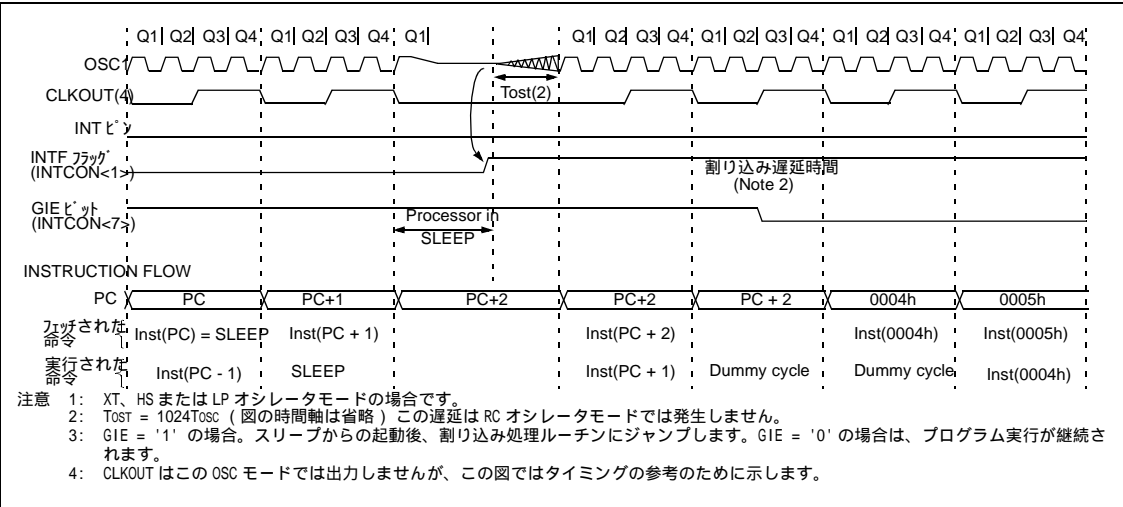 Q1 Q2 Q3 Q4 Q1 Q2 Q3 Q4 Q1 Q1 Q2 Q3 Q4 Q1 Q2 Q3 Q4 Q1 Q2 Q3 Q4 Q1 Q2 Q3 Q4
OSC1
Tost(2)
CLKOUT(4)
INT ピン
INTF フラッグ
(INTCON<1>)
割り込み遅延時間
(Note 2)
GIE ビット
(INTCON<7>)
Processor in
SLEEP
INSTRUCTION FLOW
PC PC PC+1 PC+2 PC+2 PC + 2 0004h 0005h
フェッチされた
命令
Inst(PC) = SLEEP Inst(PC + 1) Inst(PC + 2) Inst(0004h) Inst(0005h)
実行された
命令
Inst(PC - 1) SLEEP Inst(PC + 1) Dummy cycle Dummy cycle Inst(0004h)
注意 1: XT、HS または LP オシレータモードの場合です。
2: TOST = 1024TOSC ( 図の時間軸は省略 ) この遅延は RC オシレータモードでは発生しません。
3: GIE = '1' の場合。スリープからの起動後、割り込み処理ルーチンにジャンプします。GIE = '0' の場合は、プログラム実行が継続さ
れます。
4: CLKOUT はこの OSC モードでは出力しませんが、この図ではタイミングの参考のために示します。